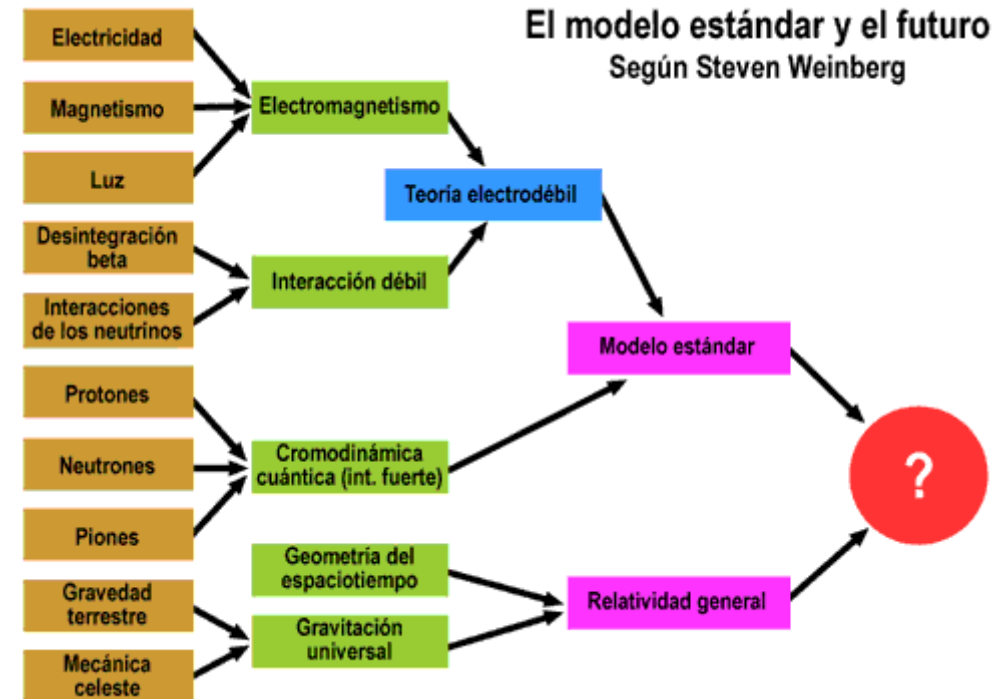 El modelo estándar y el futuro
Según Steven Weinberg
Electricidad
Magnetismo
Luz
Desintegración
beta
Interacciones
de los neutrinos
Protones
Neutrones
Piones
Gravedad
terrestre
Mecánica
celeste
Electromagnetismo
Interacción débil
Cromodinámica
cuántica (int. fuerte)
Geometría del
espaciotiempo
Gravitación
universal
Teoría electrodébil
Modelo estándar
Relatividad general
?